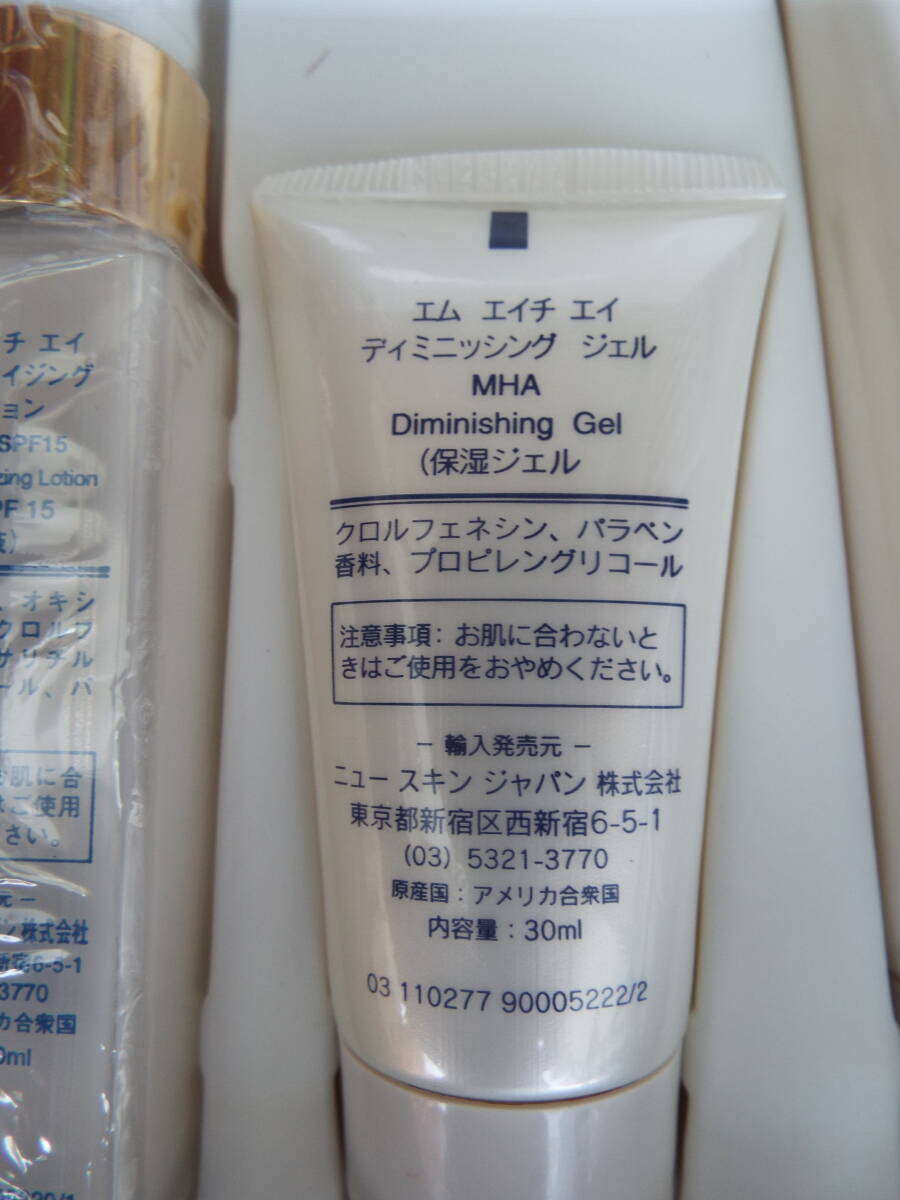 エム エイチ エイ
ディミニッシング ジェル
MHA
Diminishing Gel
(保湿ジェル
クロルフェネシン、パラベン
香料、プロピレングリコール
注意事項: お肌に合わないと
きはご使用をおやめください。
– 輸入発売元 –
ニュー スキン ジャパン 株式会社
東京都新宿区西新宿6-5-1
(03) 5321-3770
原産国 : アメリカ合衆国
内容量 : 30ml
03 110277 90005222/2
チ エイ
イジング
ョン
SPF15
zing Lotion
PF 15
液)
、オキシ
クロルフ
サリチル
ール、パ
お肌に合
はご使用
ださい。
元 –
ン 株式会社
新宿6-5-1
3770
カ合衆国
0ml